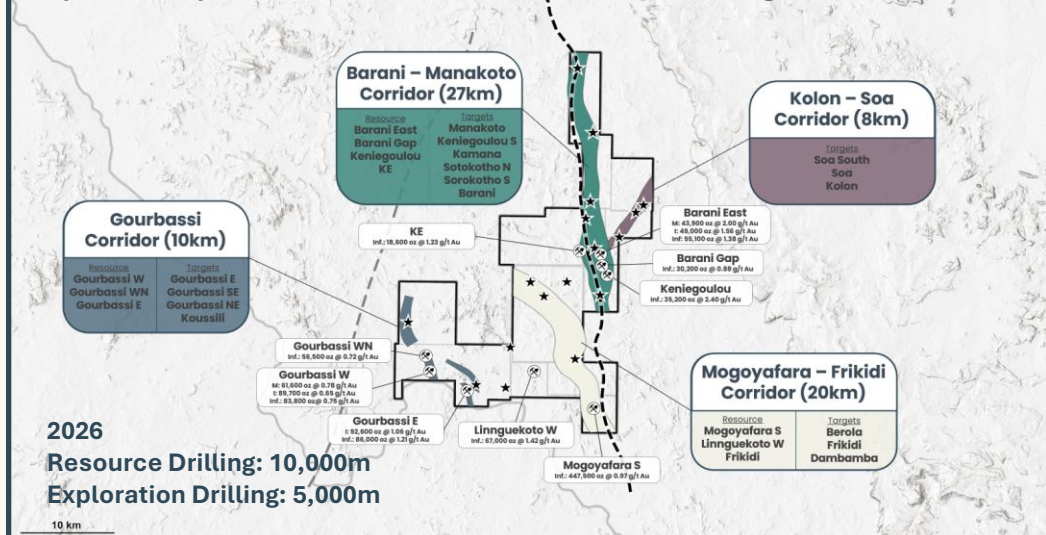 Barani – Manakoto
Corridor (27km)
Resource
Barani East
Barani Gap
Keniegoulou
KE
Targets
Manakoto
Keniegoulou S
Kamana
Sotokotho N
Sorokotho S
Barani
Kolon – Soa
Corridor (8km)
Targets
Soa South
Soa
Kolon
Gourbassi
Corridor (10km)
Resource
Gourbassi W
Gourbassi WN
Gourbassi E
Targets
Gourbassi E
Gourbassi SE
Gourbassi NE
Koussili
KE
Inf.: 18,600 oz @ 1.23 g/t Au
Barani East
M: 43,900 oz @ 2.00 g/t Au
I: 49,000 oz @ 1.56 g/t Au
Inf: 55,100 oz @ 1.38 g/t Au
Barani Gap
Inf.: 30,200 oz @ 0.88 g/t Au
Keniegoulou
Inf.: 35,200 oz @ 2.40 g/t Au
Gourbassi WN
Inf.: 56,500 oz @ 0.72 g/t Au
Gourbassi W
M: 61,600 oz @ 0.78 g/t Au
I: 89,700 oz @ 0.65 g/t Au
Inf.: 83,800 oz @ 0.75 g/t Au
Gourbassi E
I: 92,600 oz @ 1.06 g/t Au
Inf.: 86,000 oz @ 1.21 g/t Au
Linnguekoto W
Inf.: 67,000 oz @ 1.42 g/t Au
Mogoyafara S
Inf.: 447,500 oz @ 0.97 g/t Au
Mogoyafara – Frikidi
Corridor (20km)
Resource
Mogoyafara S
Linnguekoto W
Frikidi
Targets
Berola
Frikidi
Dambamba
2026
Resource Drilling: 10,000m
Exploration Drilling: 5,000m
10 km